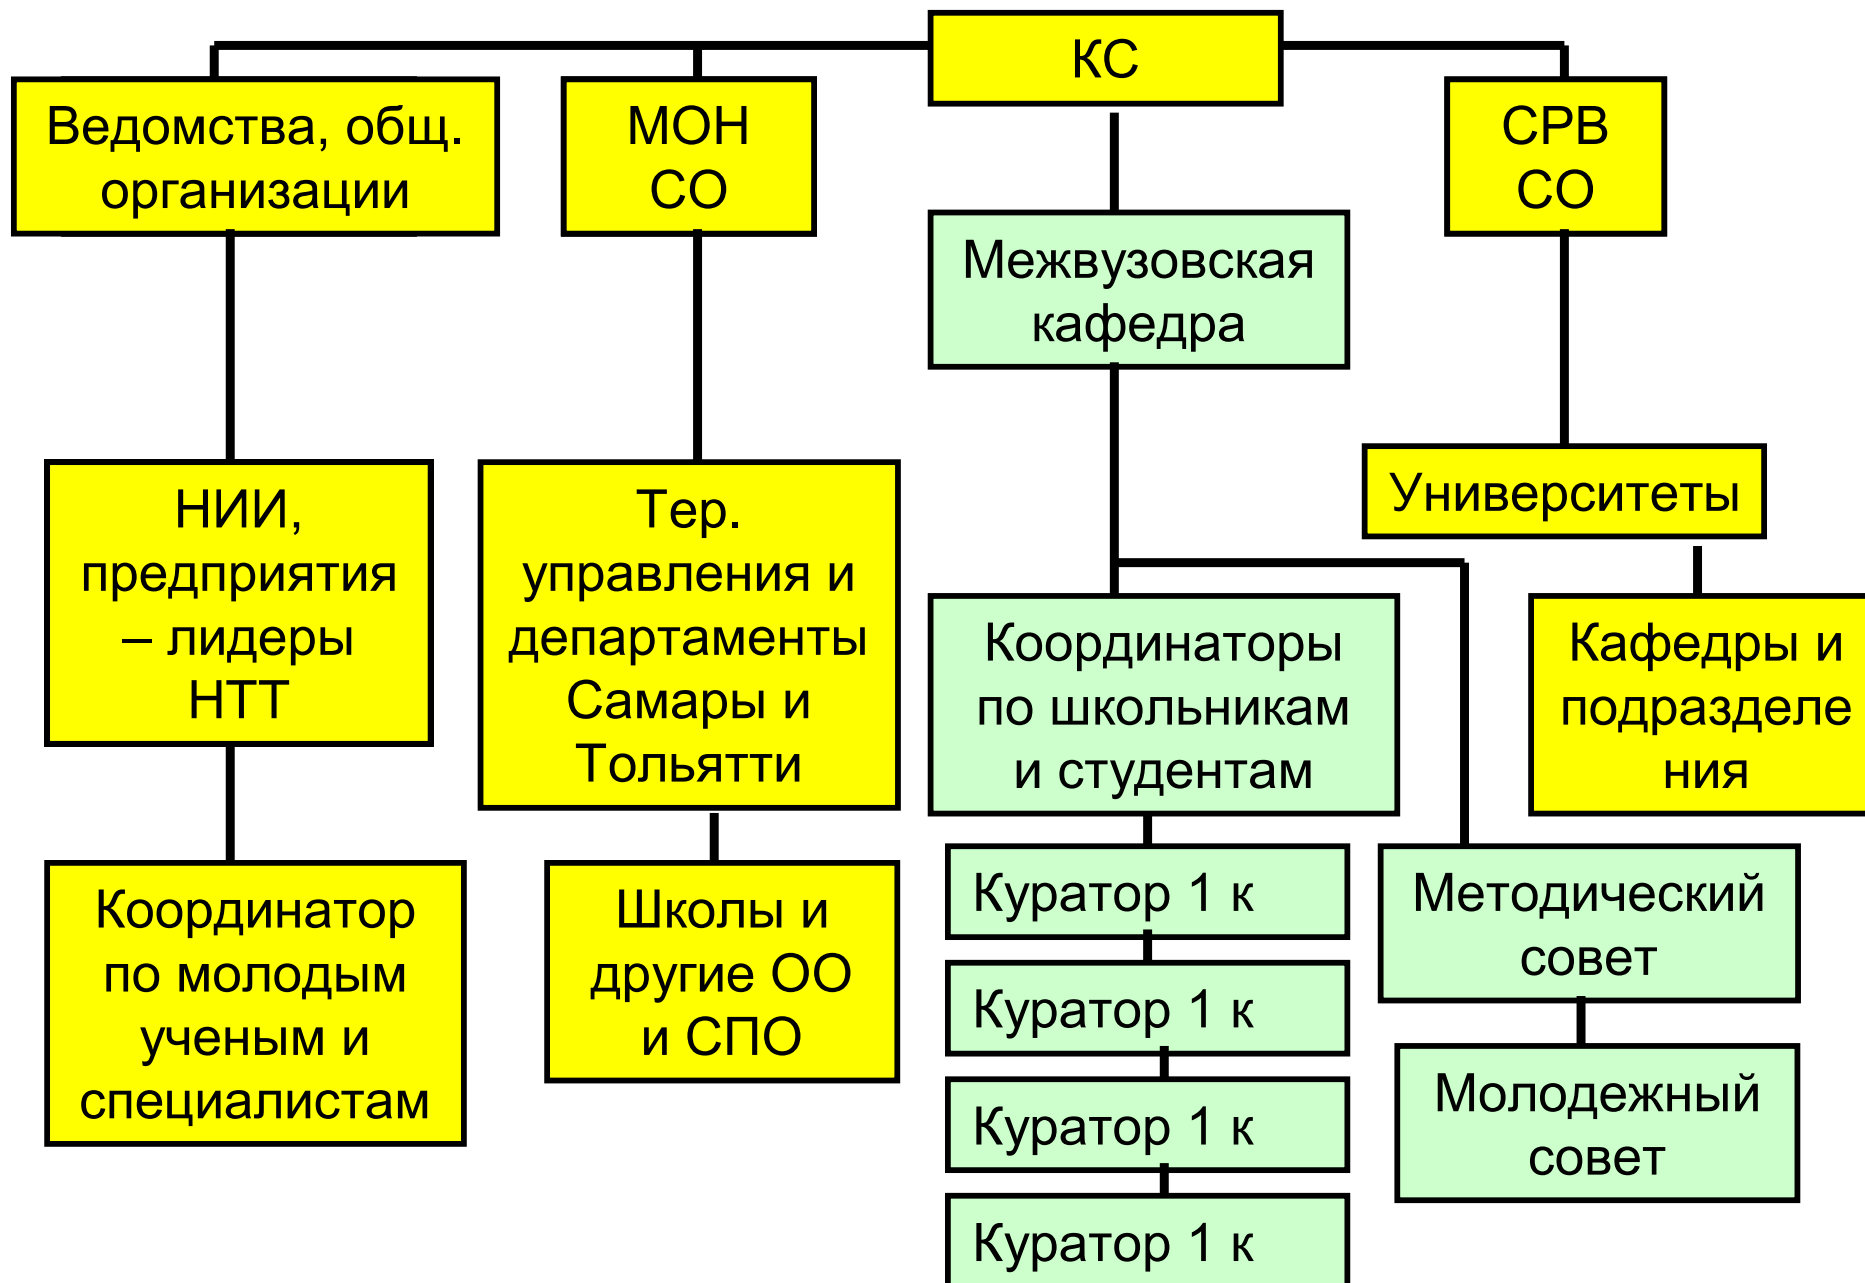 КС
Ведомства, общ.
организации
МОН
СО
СРВ
СО
Межвузовская
кафедра
НИИ,
предприятия
– лидеры
НТТ
Тер.
управления и
департаменты
Самары и
Тольятти
Университеты
Координаторы
по школьникам
и студентам
Кафедры и
подразделе
ния
Координатор
по молодым
ученым и
специалистам
Школы и
другие ОО
и СПО
Куратор 1 к
Куратор 1 к
Куратор 1 к
Куратор 1 к
Методический
совет
Молодежный
совет